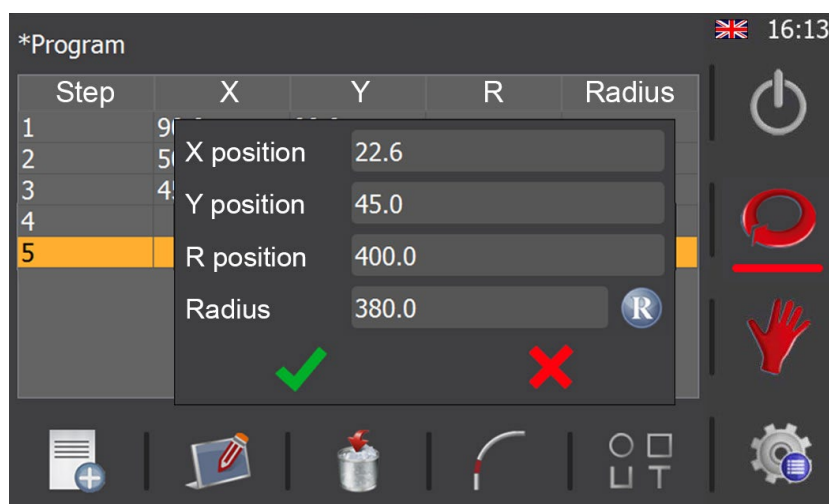 *Program
16:13
Step X Y R Radius
1
2
3
4
5
X position 22.6
Y position 45.0
R position 400.0
Radius 380.0 R